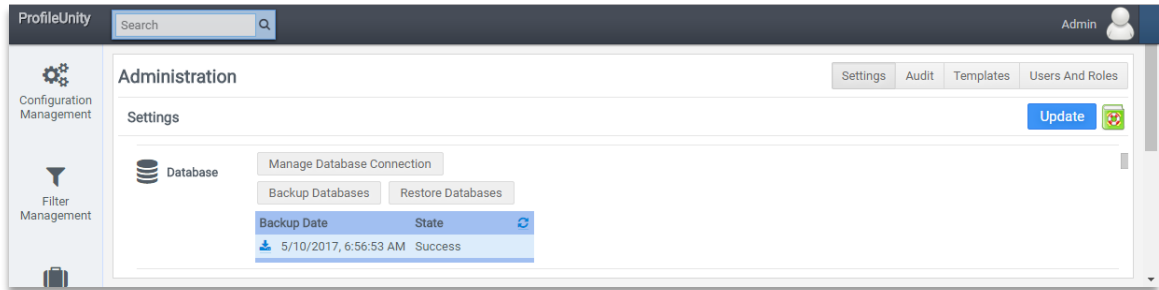 ProfileUnity
Search
Admin
Configuration
Management
Filter
Management
Administration
Settings Audit Templates Users And Roles
Settings
Update
Database
Manage Database Connection
Backup Databases Restore Databases
Backup Date State
5/10/2017, 6:56:53 AM Success